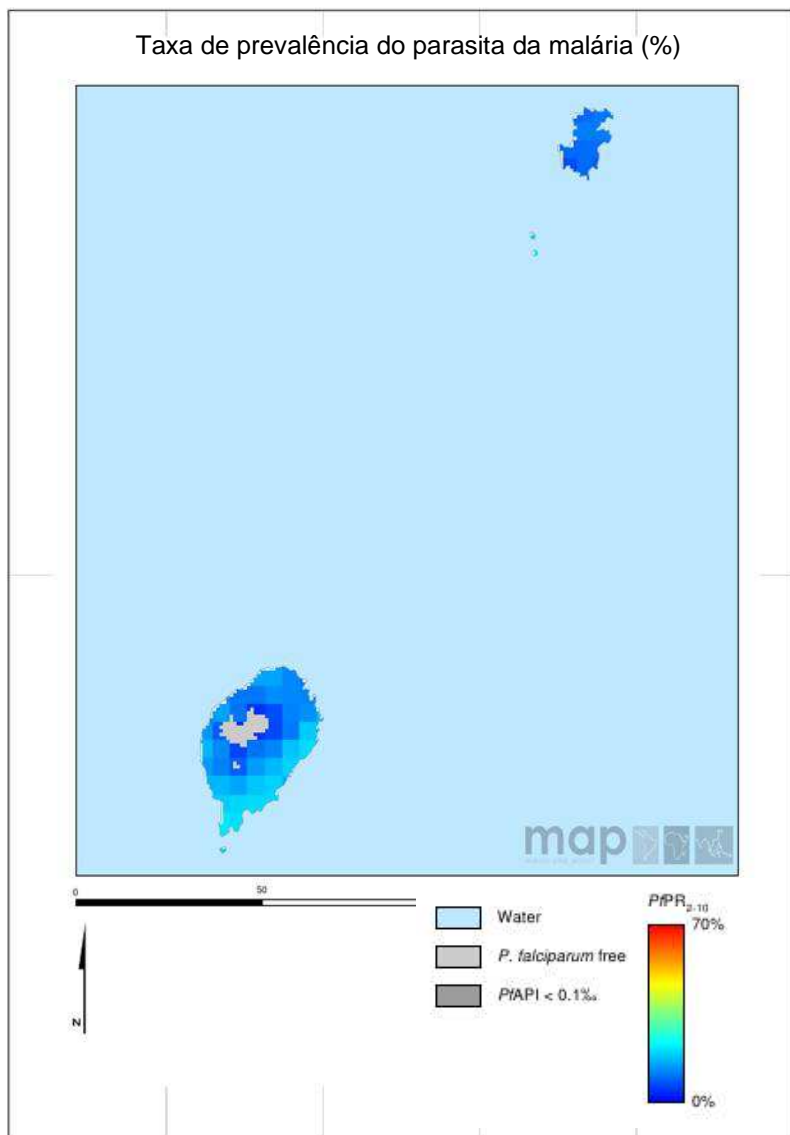 Taxa de prevalência do parasita da malária (%)
map
0
50
N
Water
P. falciparum free
PfAPI < 0.1‰
PfPR2-10
70%
0%